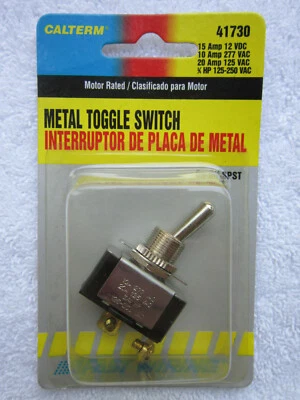 CALTERM®
41730
15 Amp 12 VDC
10 Amp 277 VAC
20 Amp 125 VAC
¾ HP 125-250 VAC
Motor Rated / Clasificado para Motor
METAL TOGGLE SWITCH
INTERRUPTOR DE PLACA DE METAL
SPST